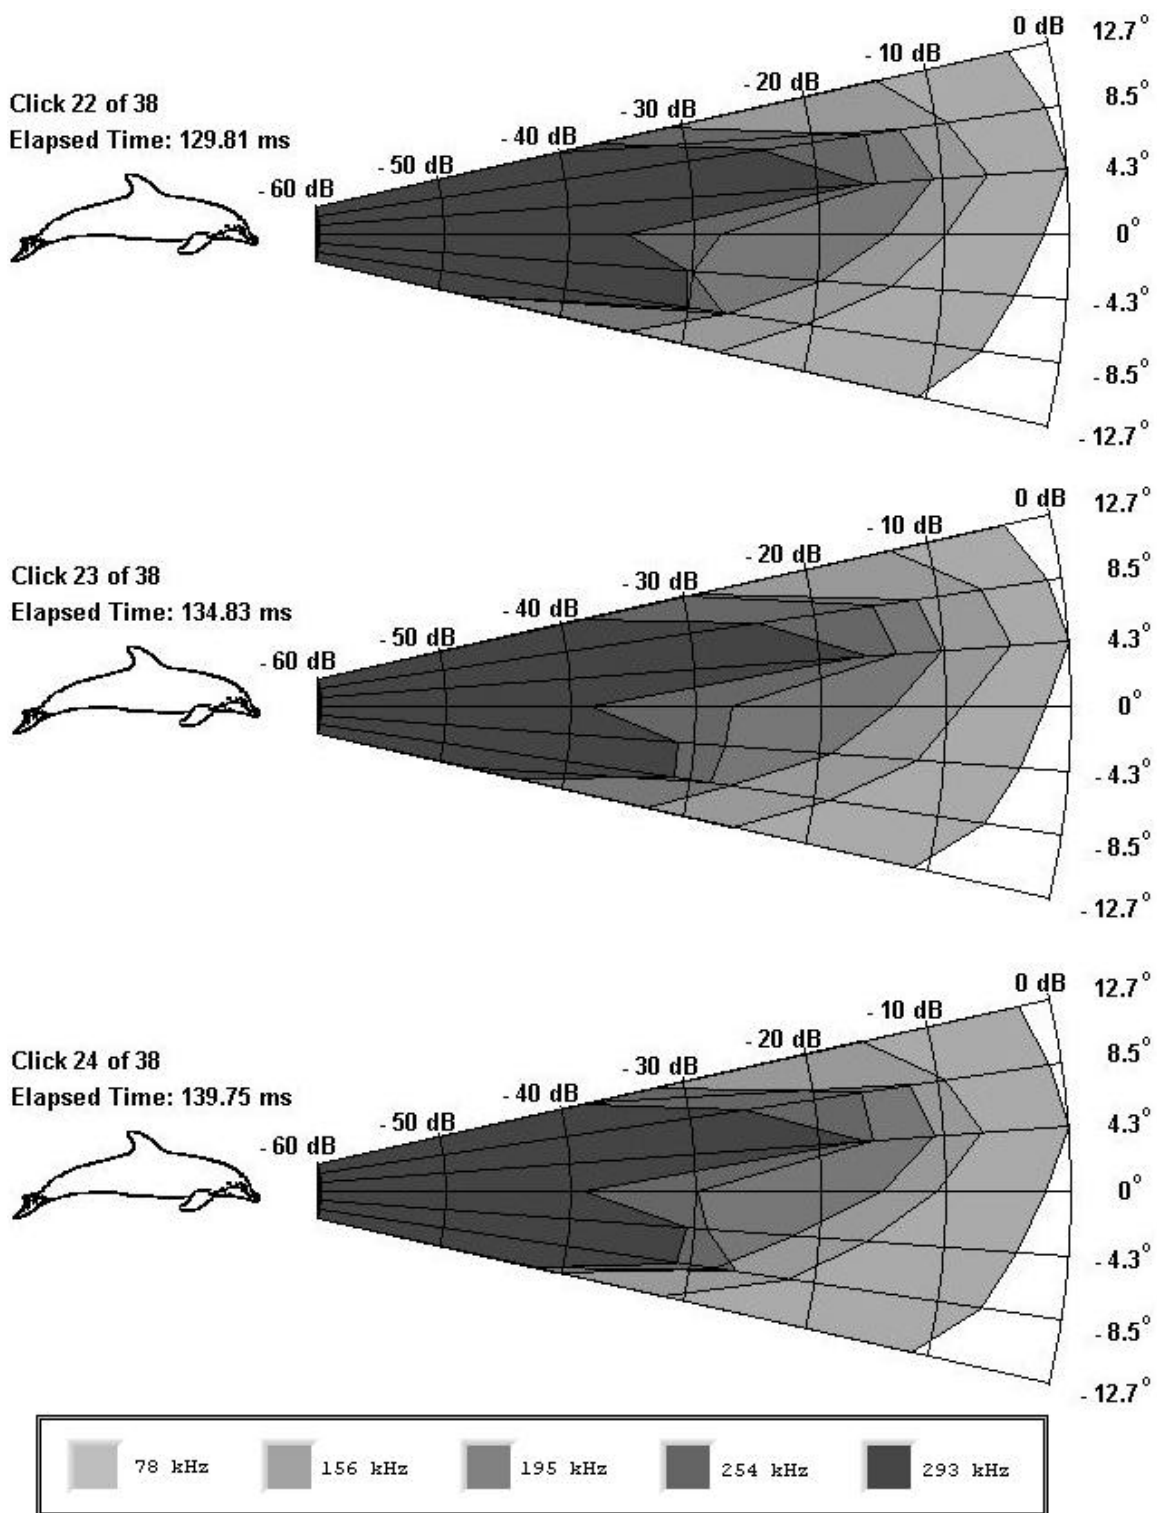 0 dB
12.7°
- 10 dB
- 20 dB
8.5°
Click 22 of 38
- 30 dB
Elapsed Time: 129.81 ms
- 40 dB
- 50 dB
4.3°
- 60 dB
0°
- 4.3°
- 8.5°
- 12.7°
0 dB
12.7°
- 10 dB
- 20 dB
8.5°
Click 23 of 38
- 30 dB
Elapsed Time: 134.83 ms
- 40 dB
- 50 dB
4.3°
- 60 dB
0°
- 4.3°
- 8.5°
- 12.7°
0 dB
12.7°
- 10 dB
- 20 dB
8.5°
Click 24 of 38
- 30 dB
Elapsed Time: 139.75 ms
- 40 dB
- 50 dB
4.3°
- 60 dB
0°
- 4.3°
- 8.5°
- 12.7°
78 kHz
156 kHz
195 kHz
254 kHz
293 kHz